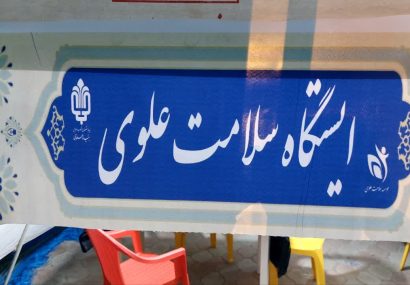 ایستگاه سلامت علوی